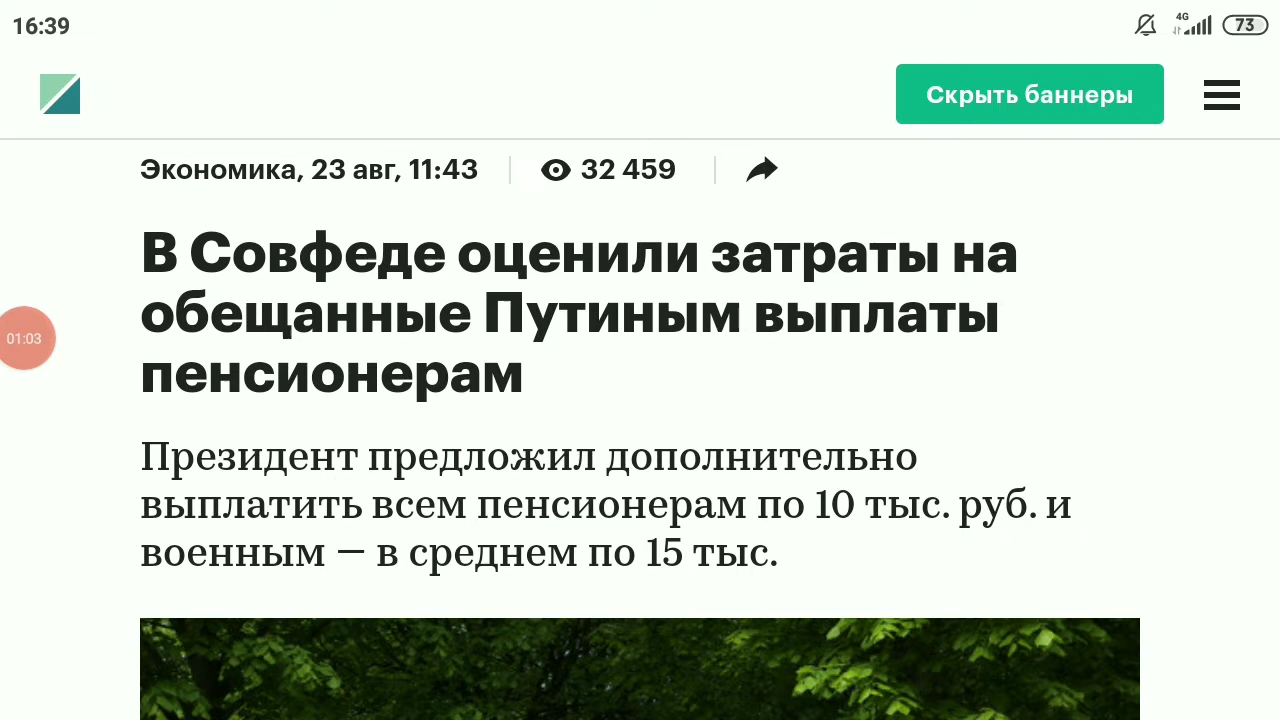 16:39
4G
73
Скрыть баннеры
Экономика, 23 авг, 11:43
32 459
В Совфеде оценили затраты на
обещанные Путиным выплаты
пенсионерам
01:03
Президент предложил дополнительно
выплатить всем пенсионерам по 10 тыс. руб. и
военным — в среднем по 15 тыс.